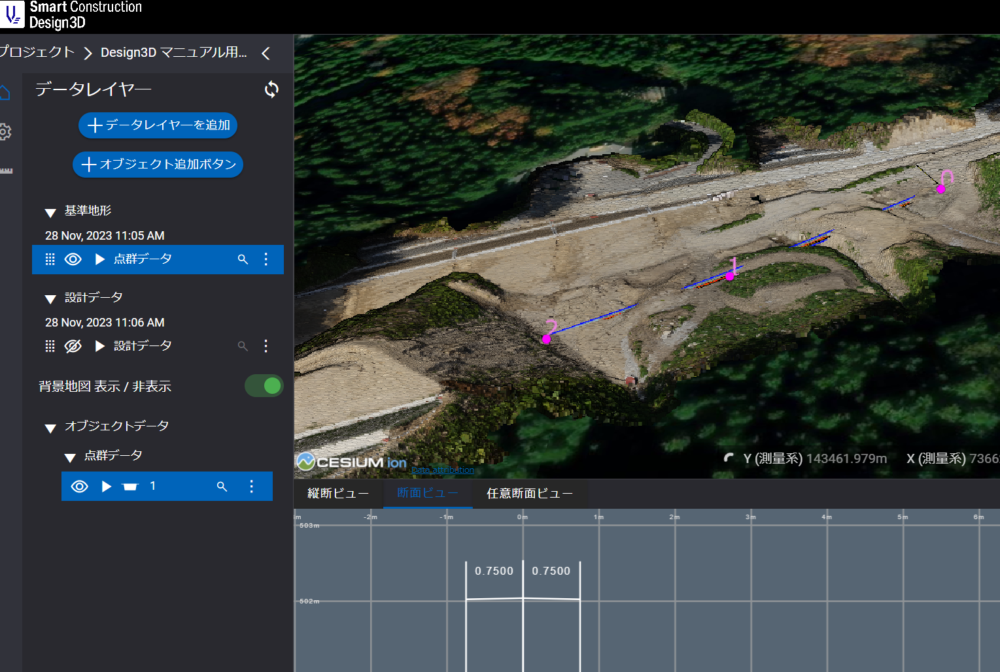 Smart Construction
Design3D
プロジェクト > Design3D マニュアル用...
データレイヤー
データレイヤーを追加
オブジェクト追加ボタン
基準地形
28 Nov, 2023 11:05 AM
点群データ
設計データ
28 Nov, 2023 11:06 AM
設計データ
背景地図 表示 / 非表示
オブジェクトデータ
点群データ
1
0
1
2
CESIUM ion
Data attribution
Y (測量系) 143461.979m X (測量系) 7366
縦断ビュー 断面ビュー 任意断面ビュー
-2m -1m 0m 1m 2m 3m 4m 5m 6m
503m
0.7500 0.7500
502m